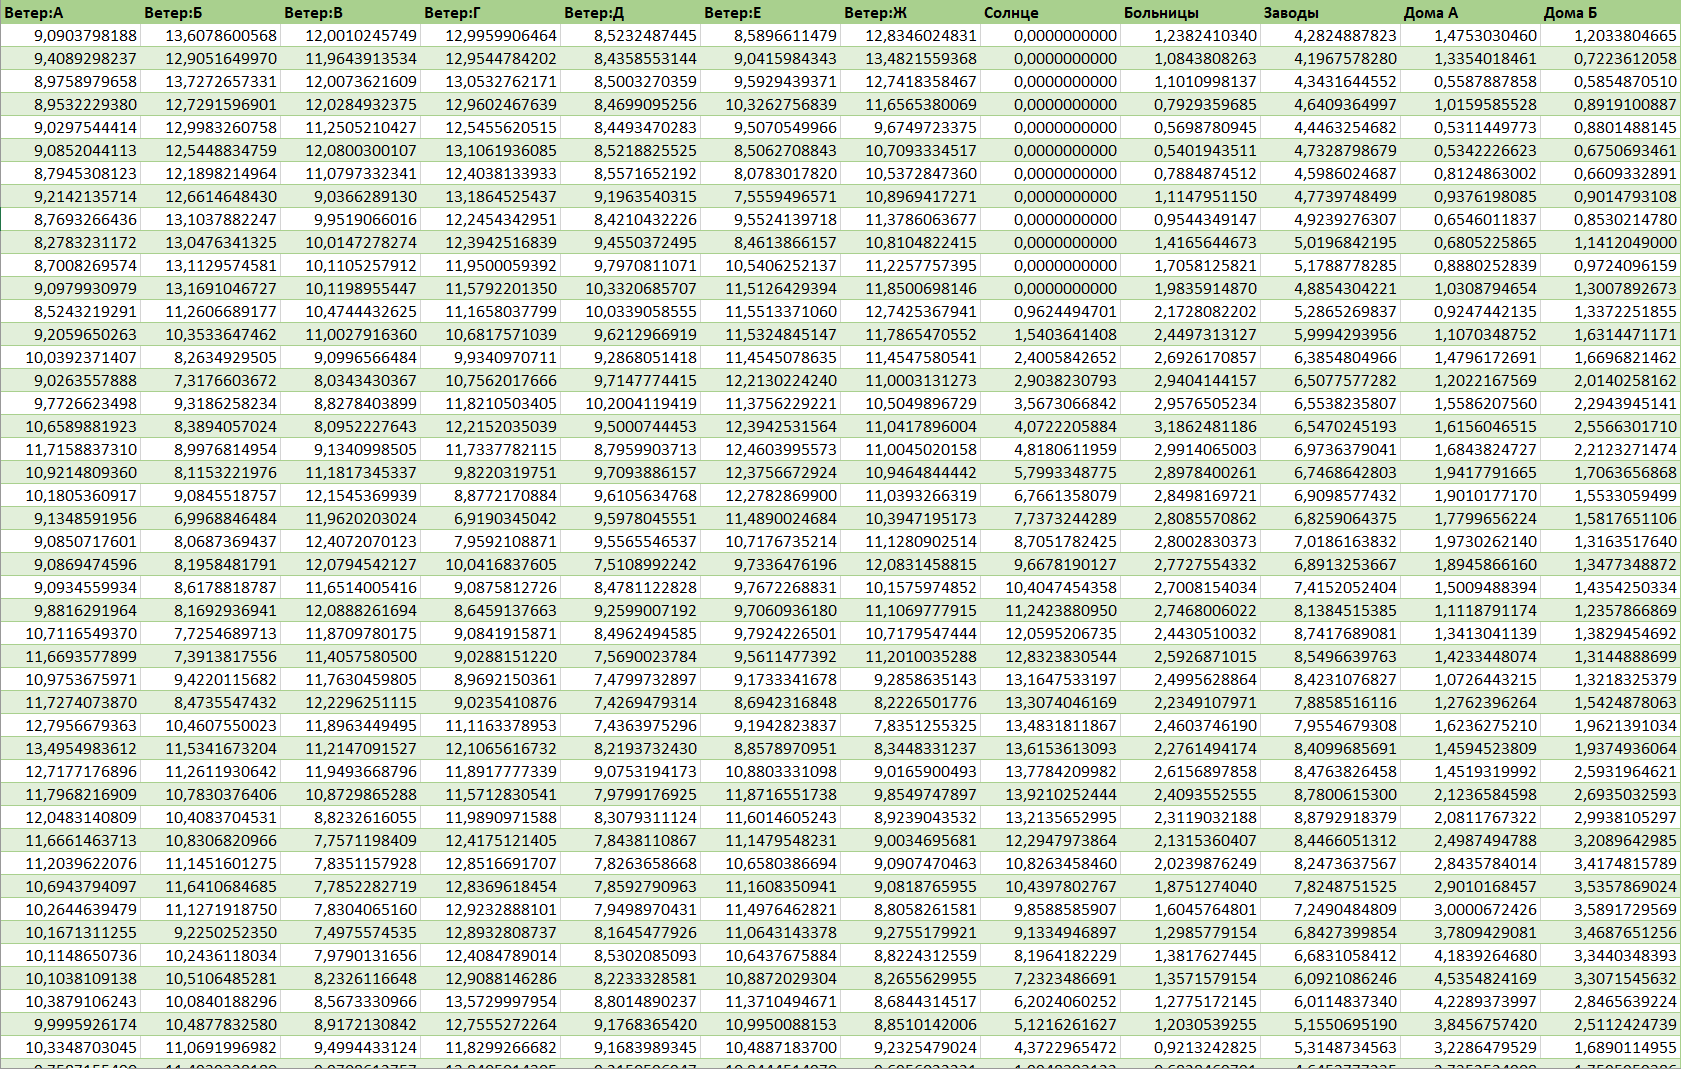 Ветер:А Ветер:Б Ветер:В Ветер:Г Ветер:Д Ветер:Е Ветер:Ж Солнце Больницы Заводы Дома А Дома Б
9,0903798188 13,6078600568 12,0010245749 12,9959906464 8,5232487445 8,5896611479 12,8346024831 0,0000000000 1,2382410340 4,2824887823 1,4753030460 1,2033804665
9,4089298237 12,9051649970 11,9643913534 12,9544784202 8,4358553144 9,0415984343 13,4821559368 0,0000000000 1,0843808263 4,1967578280 1,3354018461 0,7223612058
8,9758979658 13,7272657331 12,0073621609 13,0532762171 8,5003270359 9,5929439371 12,7418358467 0,0000000000 1,1010998137 4,3431644552 0,5587887858 0,5854870510
8,9532229380 12,7291596901 12,0284932375 12,9602467639 8,4699095256 10,3262756839 11,6565380069 0,0000000000 0,7929359685 4,6409364997 1,0159585528 0,8919100887
9,0297544414 12,9983260758 11,2505210427 12,5455620515 8,4493470283 9,5070549966 9,6749723375 0,0000000000 0,5698780945 4,4463254682 0,5311449773 0,8801488145
9,0852044113 12,5448834759 12,0800300107 13,1061936085 8,5218825525 8,5062708843 10,7093334517 0,0000000000 0,5401943511 4,7328798679 0,5342226623 0,6750693461
8,7945308123 12,1898214964 11,0797332341 12,4038133933 8,5571652192 8,0783017820 10,5372847360 0,0000000000 0,7884874512 4,5986024687 0,8124863002 0,6609332891
9,2142135714 12,6614648430 9,0366289130 13,1864525437 9,1963540315 7,5559496571 10,8969417271 0,0000000000 1,1147951150 4,7739748499 0,9376198085 0,9014793108
8,7693266436 13,1037882247 9,9519066016 12,2454342951 8,4210432226 9,5524139718 11,3786063677 0,0000000000 0,9544349147 4,9239276307 0,6546011837 0,8530214780
8,2783231172 13,0476341325 10,0147278274 12,3942516839 9,4550372495 8,4613866157 10,8104822415 0,0000000000 1,4165644673 5,0196842195 0,6805225865 1,1412049000
8,7008269574 13,1129574581 10,1105257912 11,9500059392 9,7970811071 10,5406252137 11,2257757395 0,0000000000 1,7058125821 5,1788778285 0,8880252839 0,9724096159
9,0979930979 13,1691046727 10,1198955447 11,5792201350 10,3320685707 11,5126429394 11,8500698146 0,0000000000 1,9835914870 4,8854304221 1,0308794654 1,3007892673
8,5243219291 11,2606689177 10,4744432625 11,1658037799 10,0339058555 11,5513371060 12,7425367941 0,9624494701 2,1728082202 5,2865269837 0,9247442135 1,3372251855
9,2059650263 10,3533647462 11,0027916360 10,6817571039 9,6212966919 11,5324845147 11,7865470552 1,5403641408 2,4497313127 5,9994293956 1,1070348752 1,6314471171
10,0392371407 8,2634929505 9,0996566484 9,9340970711 9,2868051418 11,4545078635 11,4547580541 2,4005842652 2,6926170857 6,3854804966 1,4796172691 1,6696821462
9,0263557888 7,3176603672 8,0343430367 10,7562017666 9,7147774415 12,2130224240 11,0003131273 2,9038230793 2,9404144157 6,5077577282 1,2022167569 2,0140258162
9,7726623498 9,3186258234 8,8278403899 11,8210503405 10,2004119419 11,3756229221 10,5049896729 3,5673066842 2,9576505234 6,5538235807 1,5586207560 2,2943945141
10,6589881923 8,3894057024 8,0952227643 12,2152035039 9,5000744453 12,3942531564 11,0417896004 4,0722205884 3,1862481186 6,5470245193 1,6156046515 2,5566301710
11,7158837310 8,9976814954 9,1340998505 11,7337782115 8,7959903713 12,4603995573 11,0045020158 4,8180611959 2,9914065003 6,9736379041 1,6843824727 2,2123271474
10,9214809360 8,1153221976 11,1817345337 9,8220319751 9,7093886157 12,3756672924 10,9464844442 5,7993348775 2,8978400261 6,7468642803 1,9417791665 1,7063656868
10,1805360917 9,0845518757 12,1545369939 8,8772170884 9,6105634768 12,2782869900 11,0393266319 6,7661358079 2,8498169721 6,9098577432 1,9010177170 1,5533059499
9,1348591956 6,9968846484 11,9620203024 6,9190345042 9,5978045551 11,4890024684 10,3947195173 7,7373244289 2,8085570862 6,8259064375 1,7799656224 1,5817651106
9,0850717601 8,0687369437 12,4072070123 7,9592108871 9,5565546537 10,7176735214 11,1280902514 8,7051782425 2,8002830373 7,0186163832 1,9730262140 1,3163517640
9,0869474596 8,1958481791 12,0794542127 10,0416837605 7,5108992242 9,7336476196 12,0831458815 9,6678190127 2,7727554332 6,8913253667 1,8945866160 1,3477348872
9,0934559934 8,6178818787 11,6514005416 9,0875812726 8,4781122828 9,7672268831 10,1575974852 10,4047454358 2,7008154034 7,4152052404 1,5009488394 1,4354250334
9,8816291964 8,1692936941 12,0888261694 8,6459137663 9,2599007192 9,7060936180 11,1069777915 11,2423880950 2,7468006022 8,1384515385 1,1118791174 1,2357866869
10,7116549370 7,7254689713 11,8709780175 9,0841915871 8,4962494585 9,7924226501 10,7179547444 12,0595206735 2,4430510032 8,7417689081 1,3413041139 1,3829454692
11,6693577899 7,3913817556 11,4057580500 9,0288151220 7,5690023784 9,5611477392 11,2010035288 12,8323830544 2,5926871015 8,5496639763 1,4233448074 1,3144888699
10,9753675971 9,4220115682 11,7630459805 8,9692150361 7,4799732897 9,1733341678 9,2858635143 13,1647533197 2,4995628864 8,4231076827 1,0726443215 1,3218325379
11,7274073870 8,4735547432 12,2296251115 9,0235410876 7,4269479314 8,6942316848 8,2226501776 13,3074046169 2,2349107971 7,8858516116 1,2762396264 1,5424878063
12,7956679363 10,4607550023 11,8963449495 11,1163378953 7,4363975296 9,1942823837 7,8351255325 13,4831811867 2,4603746190 7,9554679308 1,6236275210 1,9621391034
13,4954983612 11,5341673204 11,2147091527 12,1065616732 8,2193732430 8,8578970951 8,3448331237 13,6153613093 2,2761494174 8,4099685691 1,4594523809 1,9374936064
12,7177176896 11,2611930642 11,9493668796 11,8917777339 9,0753194173 10,8803331098 9,0165900493 13,7784209982 2,6156897858 8,4763826458 1,4519319992 2,5931964621
11,7968216909 10,7830376406 10,8729865288 11,5712830541 7,9799176925 11,8716551738 9,8549747897 13,9210252444 2,4093552555 8,7800615300 2,1236584598 2,6935032593
12,0483140809 10,4083704531 8,8232616055 11,9890971588 8,3079311124 11,6014605243 8,9239043532 13,2135652995 2,3119032188 8,8792918379 2,0811767322 2,9938105297
11,6661463713 10,8306820966 7,7571198409 12,4175121405 7,8438110867 11,1479548231 9,0034695681 12,2947973864 2,1315360407 8,4466051312 2,4987494788 3,2089642985
11,2039622076 11,1451601275 7,8351157928 12,8516691707 7,8263658668 10,6580386694 9,0907470463 10,8263458460 2,0239876249 8,2473637567 2,8435784014 3,4174815789
10,6943794097 11,6410684685 7,7852282719 12,8369618454 7,8592790963 11,1608350941 9,0818765955 10,4397802767 1,8751274040 7,8248751525 2,9010168457 3,5357869024
10,2644639479 11,1271918750 7,8304065160 12,9232888101 7,9498970431 11,4976462821 8,8058261581 9,8588585907 1,6045764801 7,2490484809 3,0000672426 3,5891729569
10,1671311255 9,2250252350 7,4975574535 12,8932808737 8,1645477926 11,0643143378 9,2755179921 9,1334946897 1,2985779154 6,8427399854 3,7809429081 3,4687651256
10,1148650736 10,2436118034 7,9790131656 12,4084789014 8,5302085093 10,6437675884 8,8224312559 8,1964182229 1,3817627445 6,6831058412 4,1839264680 3,3440348393
10,1038109138 10,5106485281 8,2326116648 12,9088146286 8,2233328581 10,8872029304 8,2655629955 7,2323486691 1,3571579154 6,0921086246 4,5354824169 3,3071545632
10,3879106243 10,0840188296 8,5673330966 13,5729997954 8,8014890237 11,3710494671 8,6844314517 6,2024060252 1,2775172145 6,0114837340 4,2289373997 2,8465639224
9,9995926174 10,4877832580 8,9172130842 12,7555272264 9,1768365420 10,9950088153 8,8510142006 5,1216261627 1,2030539255 5,1550695190 3,8456757420 2,5112424739
10,3348703045 11,0691996982 9,4994433124 11,8299266682 9,1683989345 10,4887183700 9,2325479024 4,3722965472 0,9213242825 5,3148734563 3,2286479529 1,6890114955